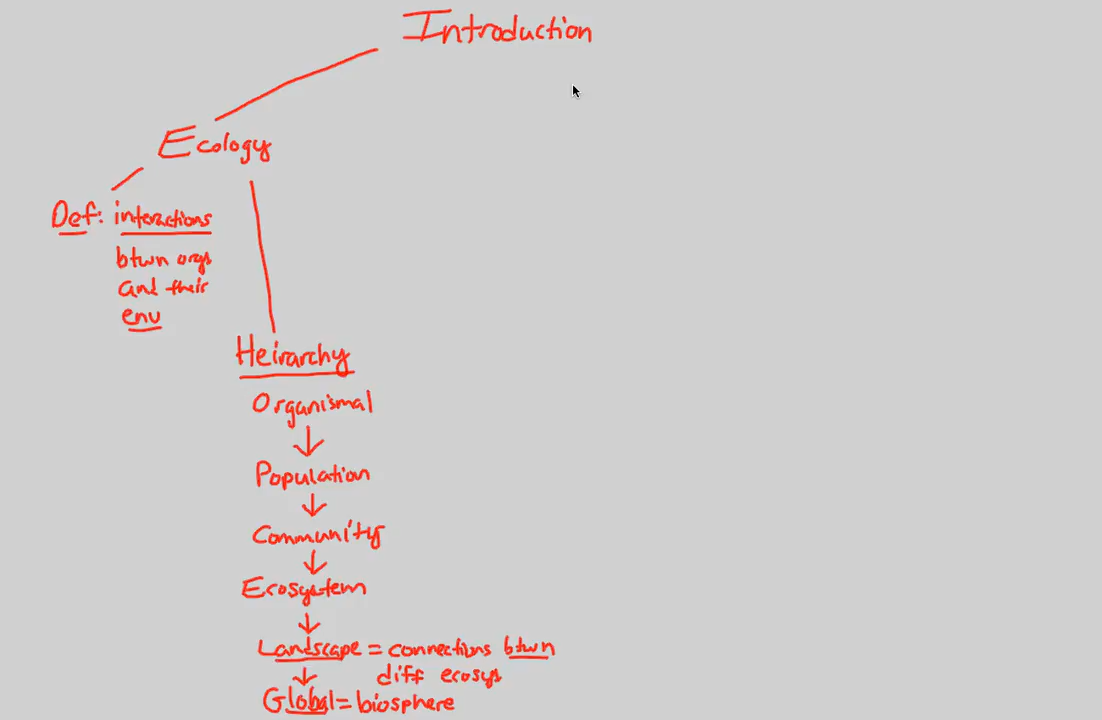 Introduction
Ecology
Def: interactions
btwn orgs
and their
env
Heirarchy
Organismal
Population
Community
Ecosystem
Landscape = connections btwn
diff ecosys
Global = biosphere